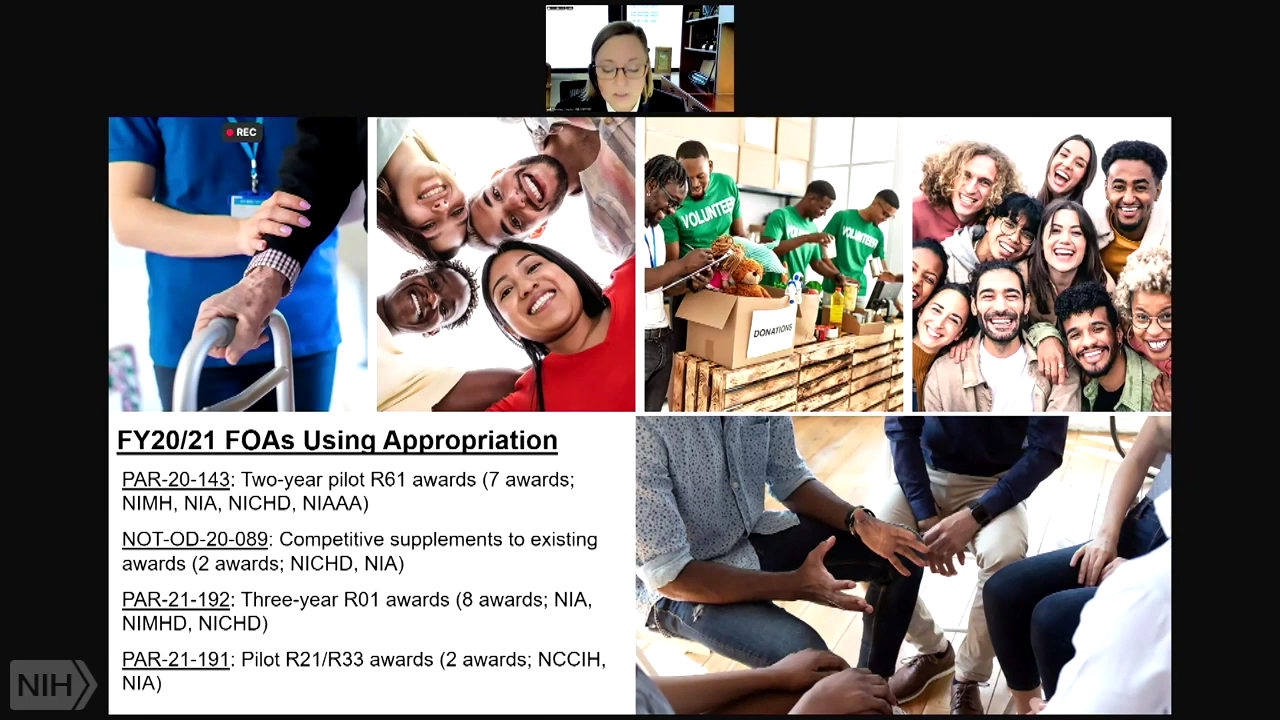 REC
VOLUNTEER
VOLUNTEER
DONATIONS
FY20/21 FOAs Using Appropriation
PAR-20-143: Two-year pilot R61 awards (7 awards;
NIMH, NIA, NICHD, NIAAA)
NOT-OD-20-089: Competitive supplements to existing
awards (2 awards; NICHD, NIA)
PAR-21-192: Three-year R01 awards (8 awards; NIA,
NIMHD, NICHD)
PAR-21-191: Pilot R21/R33 awards (2 awards; NCCIH,
NIA)
NIH